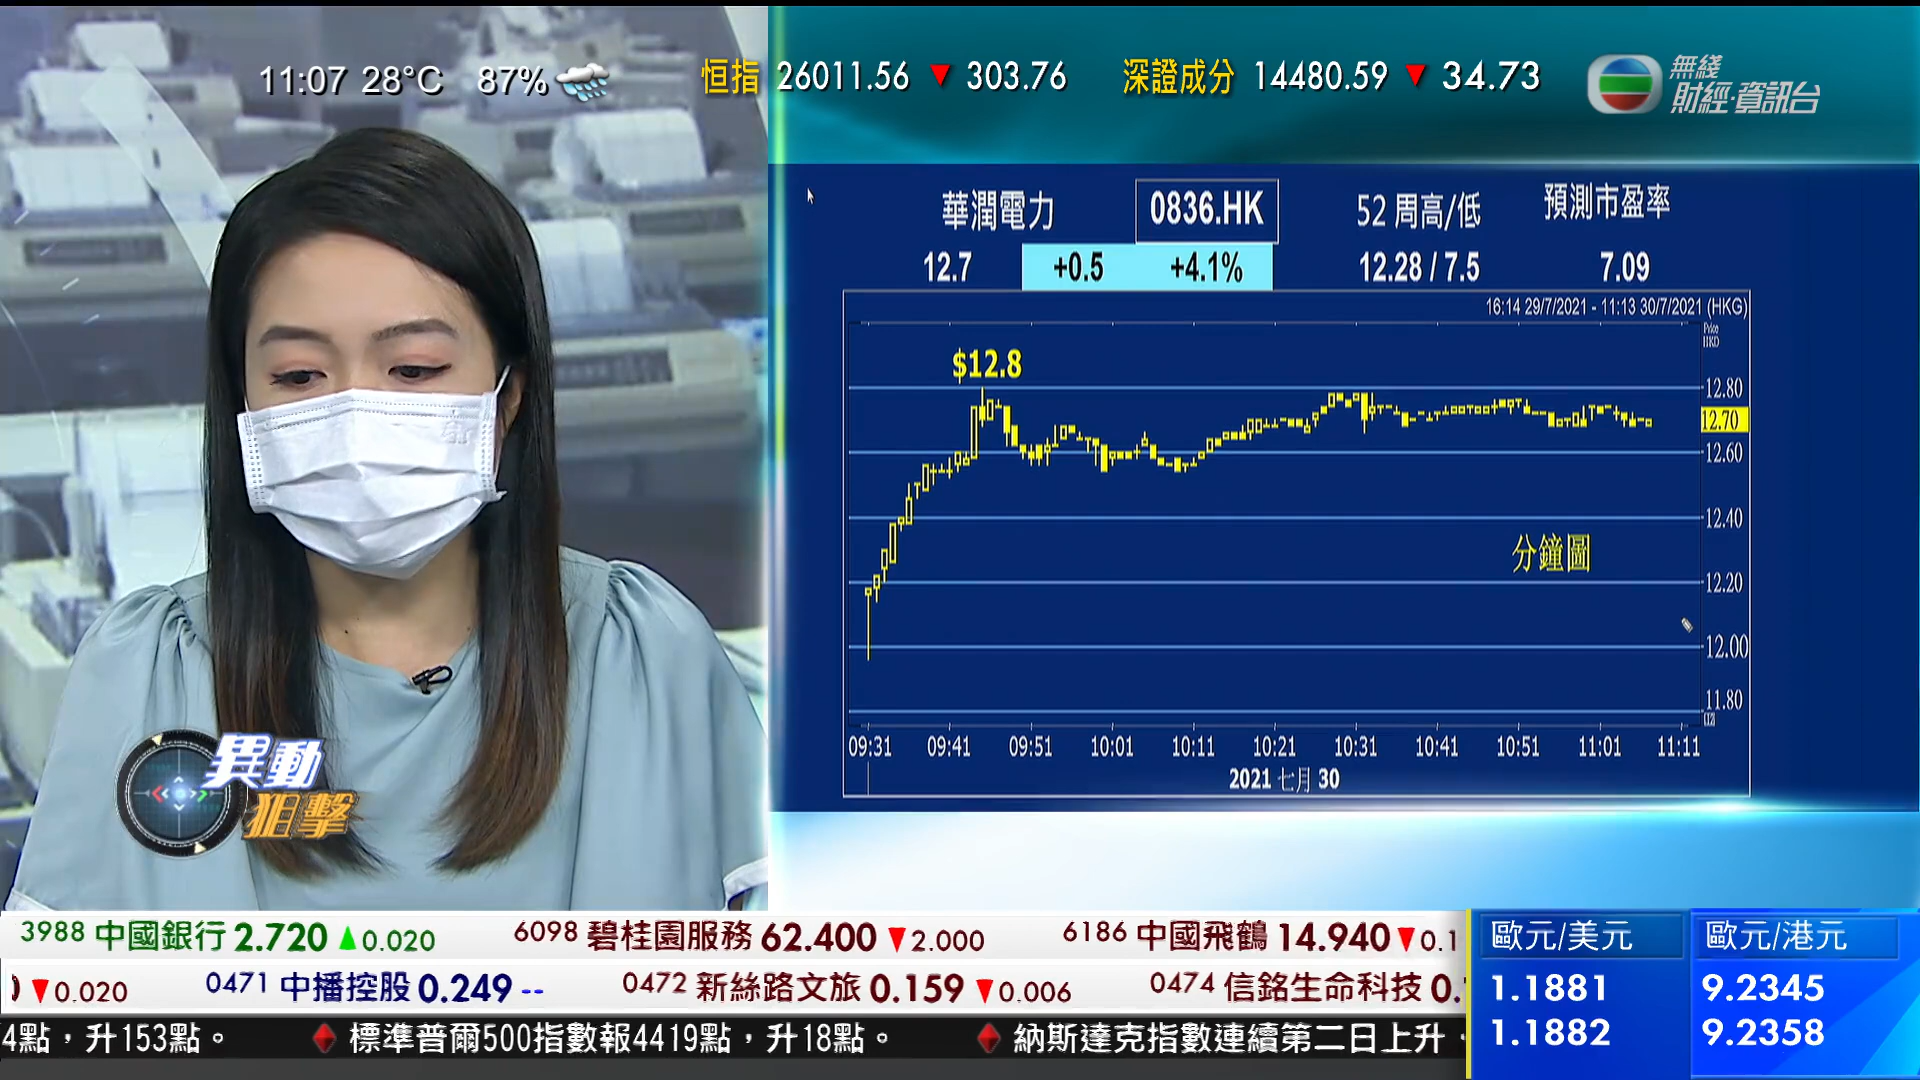 11:07 28°C 87%
恒指 26011.56 ▼ 303.76 深證成分 14480.59 ▼ 34.73
無綫
財經·資訊台
華潤電力 0836.HK 52 周高/低 預測市盈率
12.7 +0.5 +4.1% 12.28 / 7.5 7.09
16:14 29/7/2021 - 11:13 30/7/2021 (HKG)
Price
HKD
$12.8
12.80
12.70
12.60
12.40
分鐘圖
12.20
12.00
11.80
09:31 09:41 09:51 10:01 10:11 10:21 10:31 10:41 10:51 11:01 11:11
2021 七月 30
異動
狙擊
3988 中國銀行 2.720 ▲ 0.020 6098 碧桂園服務 62.400 ▼ 2.000 6186 中國飛鶴 14.940 ▼ 0.1
▼ 0.020 0471 中播控股 0.249 -- 0472 新絲路文旅 0.159 ▼ 0.006 0474 信銘生命科技 0.
4點，升153點。 標準普爾500指數報4419點，升18點。 納斯達克指數連續第二日上升
歐元/美元 歐元/港元
1.1881 9.2345
1.1882 9.2358